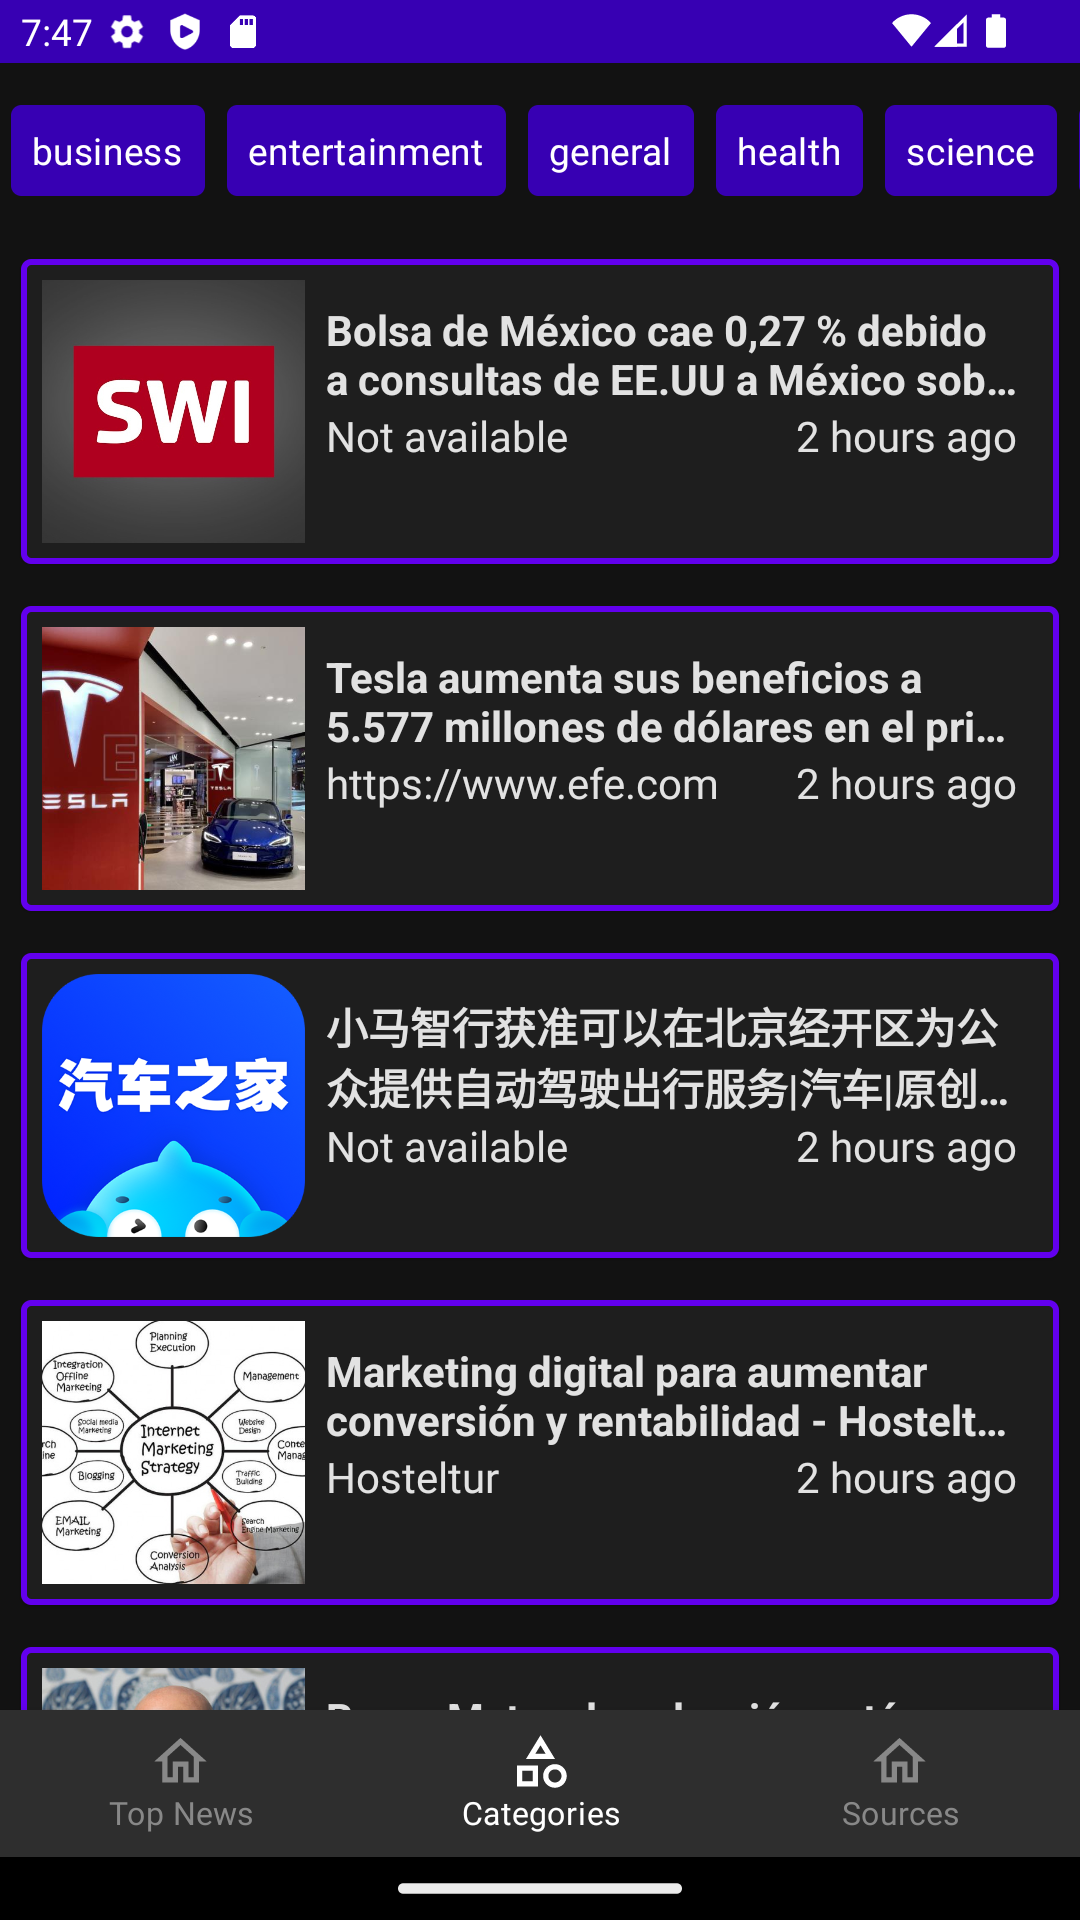 7:47
business entertainment general health science
SWI
Bolsa de México cae 0,27 % debido
a consultas de EE.UU a México sob…
Not available 2 hours ago
TESLA
TESLA
Tesla aumenta sus beneficios a
5.577 millones de dólares en el pri…
https://www.efe.com 2 hours ago
汽车之家
小马智行获准可以在北京经开区为公
众提供自动驾驶出行服务|汽车|原创…
Not available 2 hours ago
Planning
Execution
Integration
Offline
Marketing
Management
Social media
Marketing
Website
Design
Internet
Marketing
Strategy
rch
ine
Conte
Manag
Blogging
Traffic
Building
EMAIL
Marketing
Search
Engine Marketing
Conversion
Analysis
Marketing digital para aumentar
conversión y rentabilidad - Hostelt…
Hosteltur 2 hours ago
Top News Categories Sources